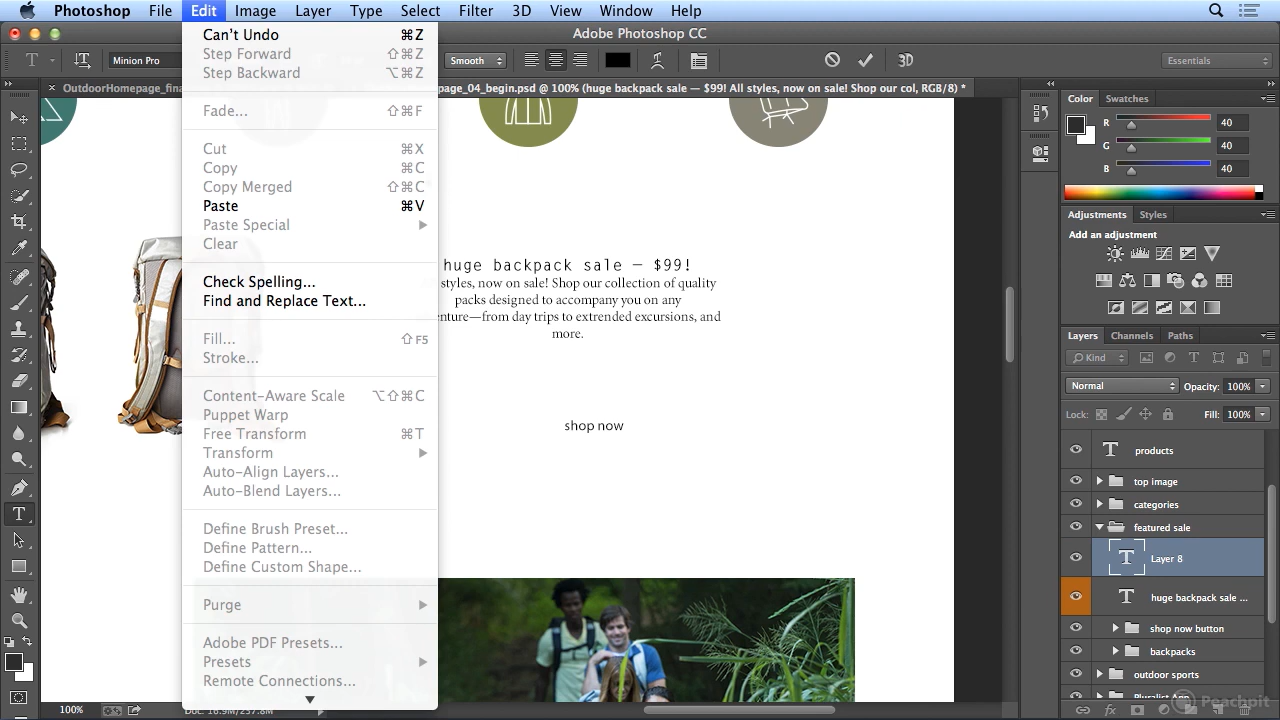 Photoshop File Edit Image Layer Type Select Filter 3D View Window Help
Adobe Photoshop CC
T Minion Pro Smooth 3D Essentials
× OutdoorHomepage_fina
page_04_begin.psd @ 100% (huge backpack sale — $99! All styles, now on sale! Shop our col, RGB/8) *
Can't Undo ⌘Z
Step Forward ⇧⌘Z
Step Backward ⌥⌘Z
Fade... ⇧⌘F
Cut ⌘X
Copy ⌘C
Copy Merged ⇧⌘C
Paste ⌘V
Paste Special
Clear
Check Spelling...
Find and Replace Text...
Fill... ⇧F5
Stroke...
Content-Aware Scale ⌥⇧⌘C
Puppet Warp
Free Transform ⌘T
Transform
Auto-Align Layers...
Auto-Blend Layers...
Define Brush Preset...
Define Pattern...
Define Custom Shape...
Purge
Adobe PDF Presets...
Presets
Remote Connections...
huge backpack sale — $99!
styles, now on sale! Shop our collection of quality
packs designed to accompany you on any
enture—from day trips to extrended excursions, and
more.
shop now
100% Doc: 16.9M/257.8M
Color Swatches
R 40
G 40
B 40
Adjustments Styles
Add an adjustment
Layers Channels Paths
Kind
Normal Opacity: 100%
Lock: Fill: 100%
T products
top image
categories
featured sale
T Layer 8
T huge backpack sale ...
shop now button
backpacks
outdoor sports
Peachpit